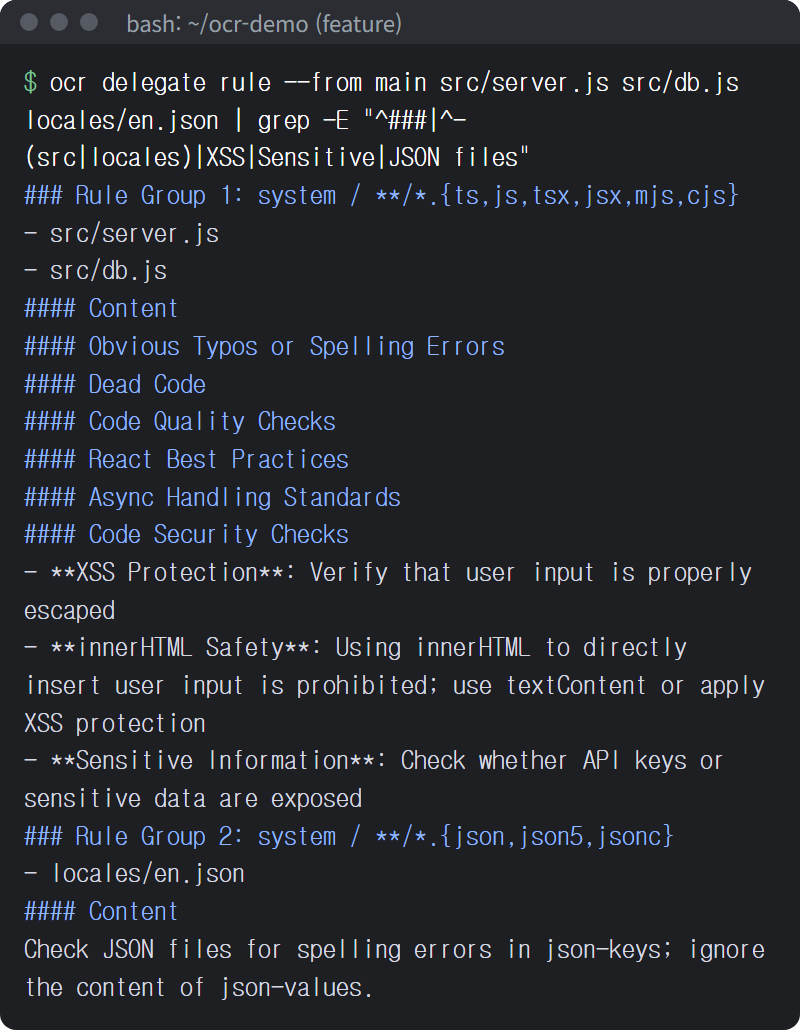 bash: ~/ocr-demo (feature)
$ ocr delegate rule --from main src/server.js src/db.js
locales/en.json | grep -E "^###|^-
(src|locales)|XSS|Sensitive|JSON files"
### Rule Group 1: system / **/*.{ts,js,tsx,jsx,mjs,cjs}
- src/server.js
- src/db.js
#### Content
#### Obvious Typos or Spelling Errors
#### Dead Code
#### Code Quality Checks
#### React Best Practices
#### Async Handling Standards
#### Code Security Checks
- **XSS Protection**: Verify that user input is properly
escaped
- **innerHTML Safety**: Using innerHTML to directly
insert user input is prohibited; use textContent or apply
XSS protection
- **Sensitive Information**: Check whether API keys or
sensitive data are exposed
### Rule Group 2: system / **/*.{json,json5,jsonc}
- locales/en.json
#### Content
Check JSON files for spelling errors in json-keys; ignore
the content of json-values.